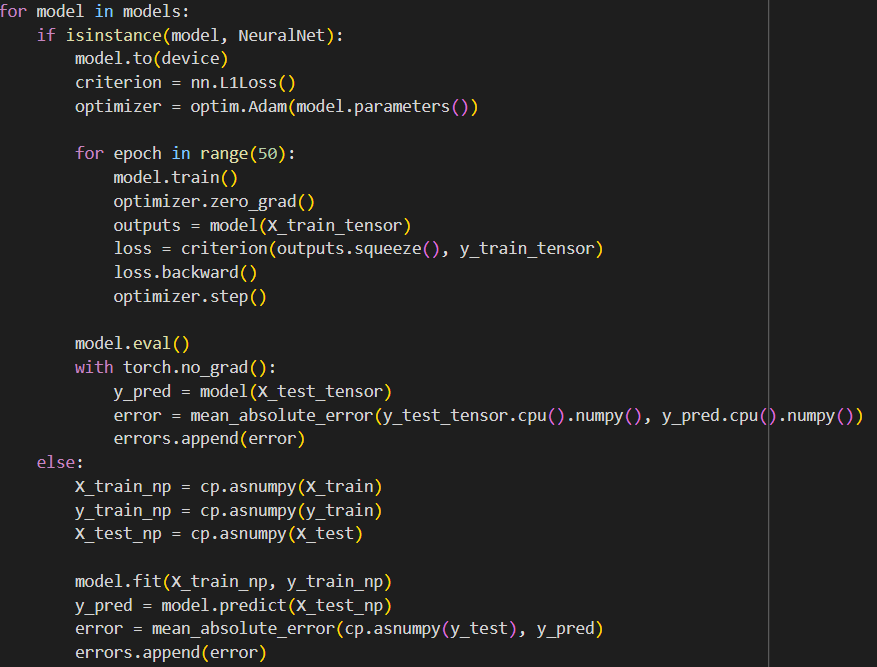 for model in models:
    if isinstance(model, NeuralNet):
        model.to(device)
        criterion = nn.L1Loss()
        optimizer = optim.Adam(model.parameters())

        for epoch in range(50):
            model.train()
            optimizer.zero_grad()
            outputs = model(X_train_tensor)
            loss = criterion(outputs.squeeze(), y_train_tensor)
            loss.backward()
            optimizer.step()

        model.eval()
        with torch.no_grad():
            y_pred = model(X_test_tensor)
            error = mean_absolute_error(y_test_tensor.cpu().numpy(), y_pred.cpu().numpy())
            errors.append(error)
    else:
        X_train_np = cp.asnumpy(X_train)
        y_train_np = cp.asnumpy(y_train)
        X_test_np = cp.asnumpy(X_test)

        model.fit(X_train_np, y_train_np)
        y_pred = model.predict(X_test_np)
        error = mean_absolute_error(cp.asnumpy(y_test), y_pred)
        errors.append(error)